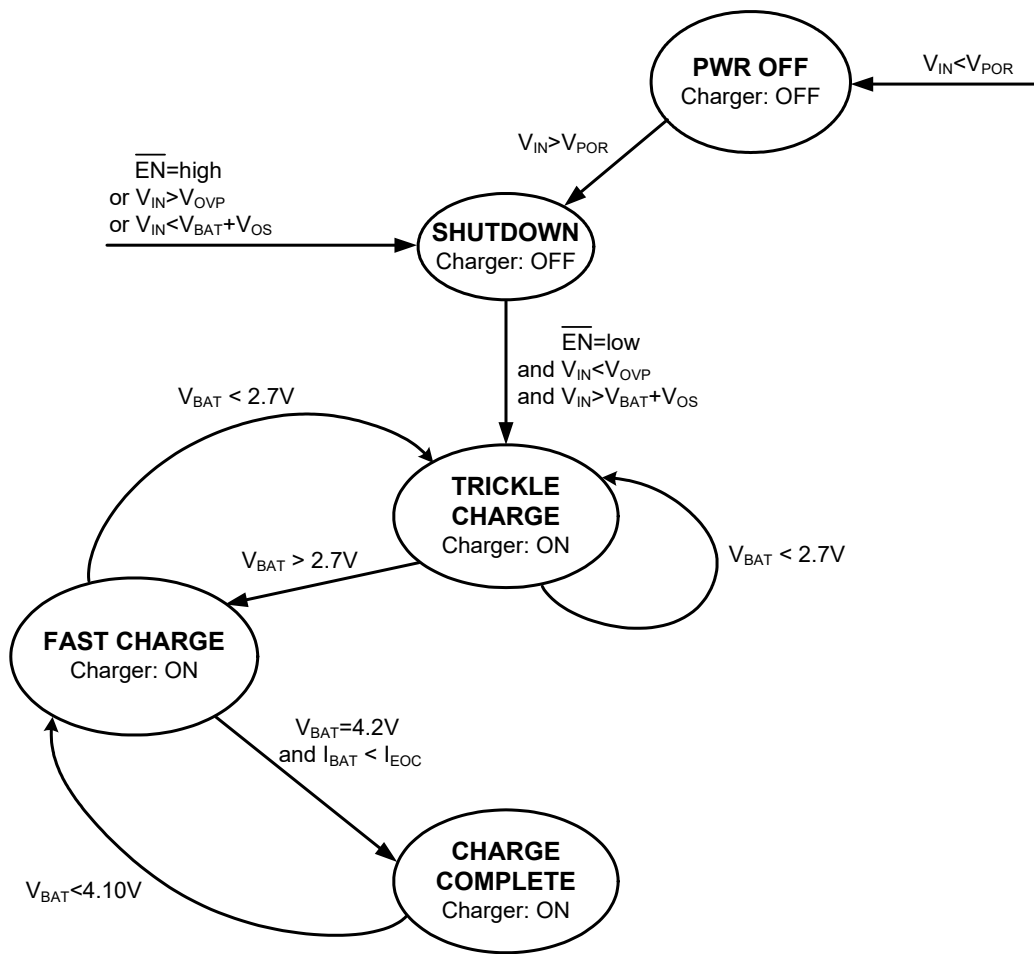 PWR OFF
Charger: OFF
V_IN<V_POR
V_IN>V_POR
E̅N̅=high
or V_IN>V_OVP
or V_IN<V_BAT+V_OS
SHUTDOWN
Charger: OFF
E̅N̅=low
and V_IN<V_OVP
and V_IN>V_BAT+V_OS
V_BAT < 2.7V
TRICKLE
CHARGE
Charger: ON
V_BAT < 2.7V
V_BAT > 2.7V
FAST CHARGE
Charger: ON
V_BAT=4.2V
and I_BAT < I_EOC
CHARGE
COMPLETE
Charger: ON
V_BAT<4.10V